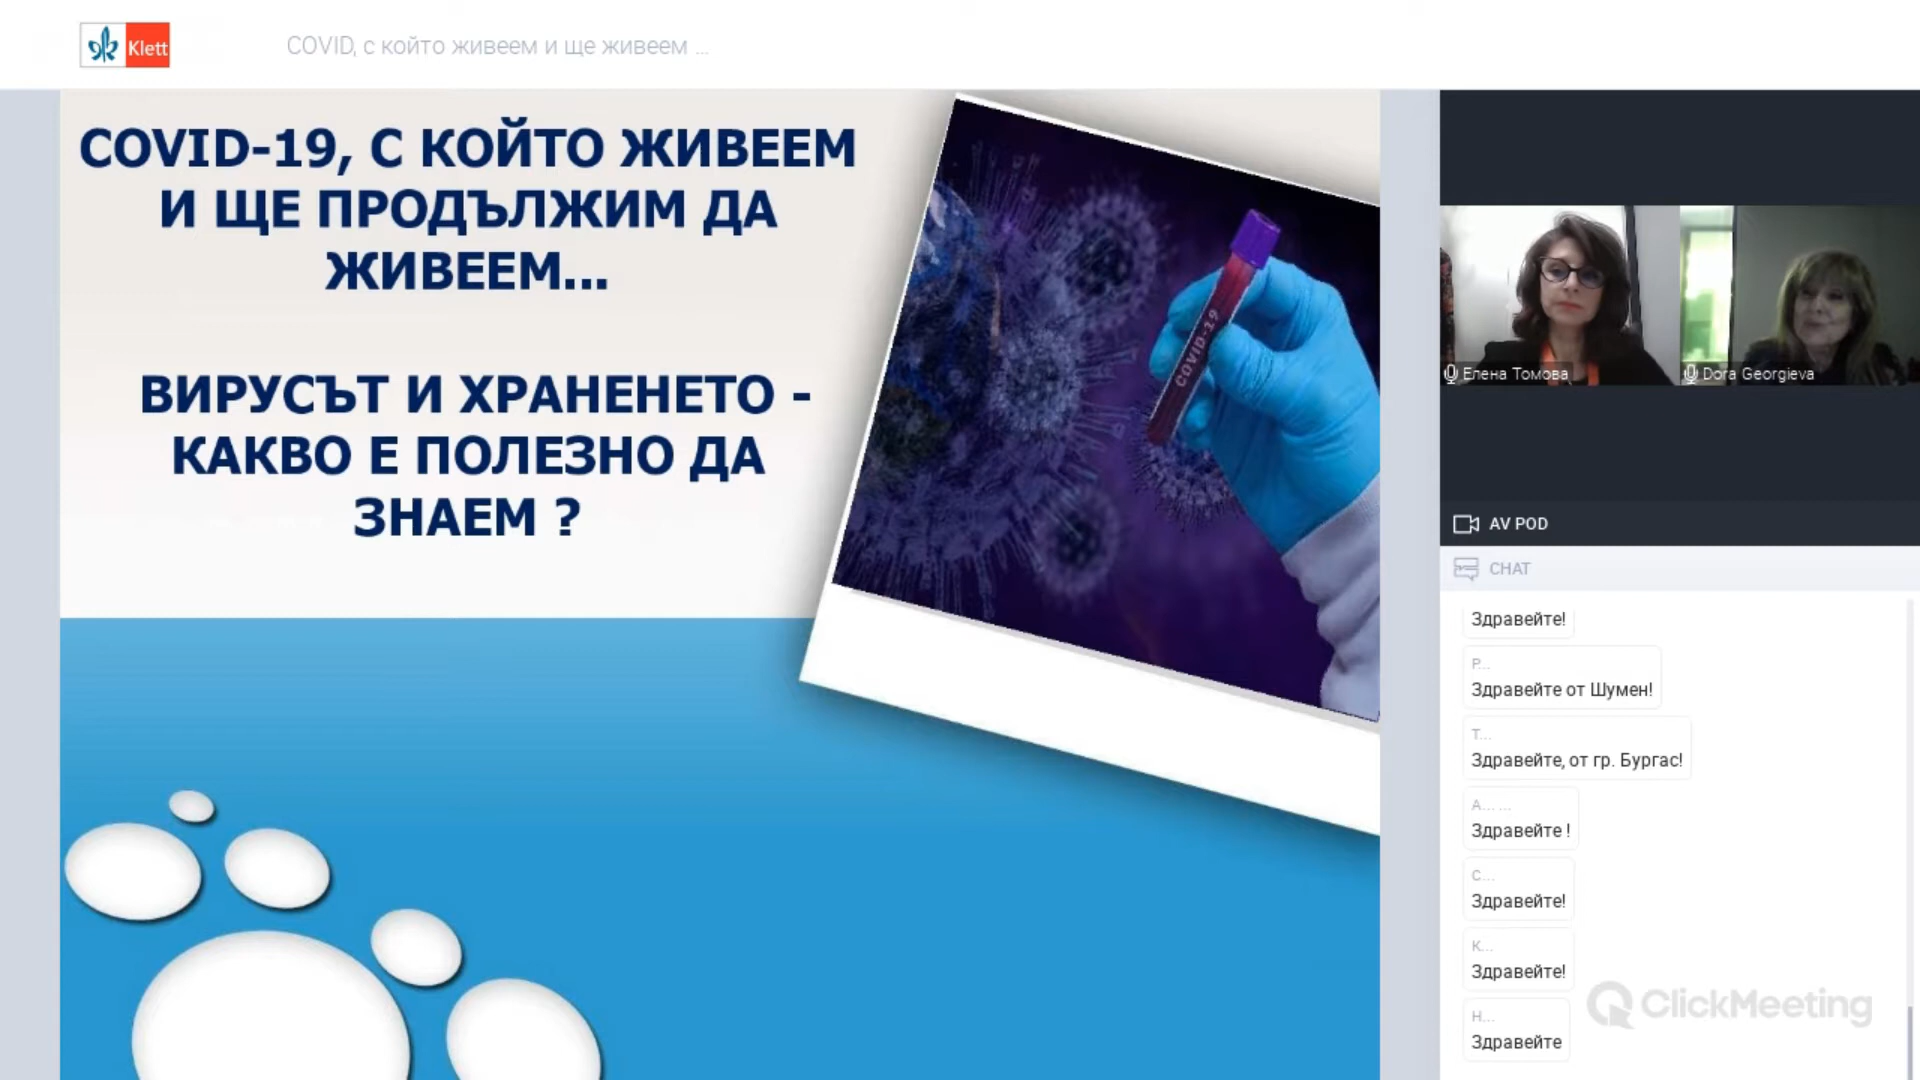 Klett
COVID, с който живеем и ще живеем ...
COVID-19, С КОЙТО ЖИВЕЕМ
И ЩЕ ПРОДЪЛЖИМ ДА
ЖИВЕЕМ...
ВИРУСЪТ И ХРАНЕНЕТО -
КАКВО Е ПОЛЕЗНО ДА
ЗНАЕМ ?
COVID-19
Елена Томова
Dora Georgieva
AV POD
CHAT
Здравейте!
Р...
Здравейте от Шумен!
Т...
Здравейте, от гр. Бургас!
А... ...
Здравейте !
С...
Здравейте!
К...
Здравейте!
Н...
Здравейте
ClickMeeting